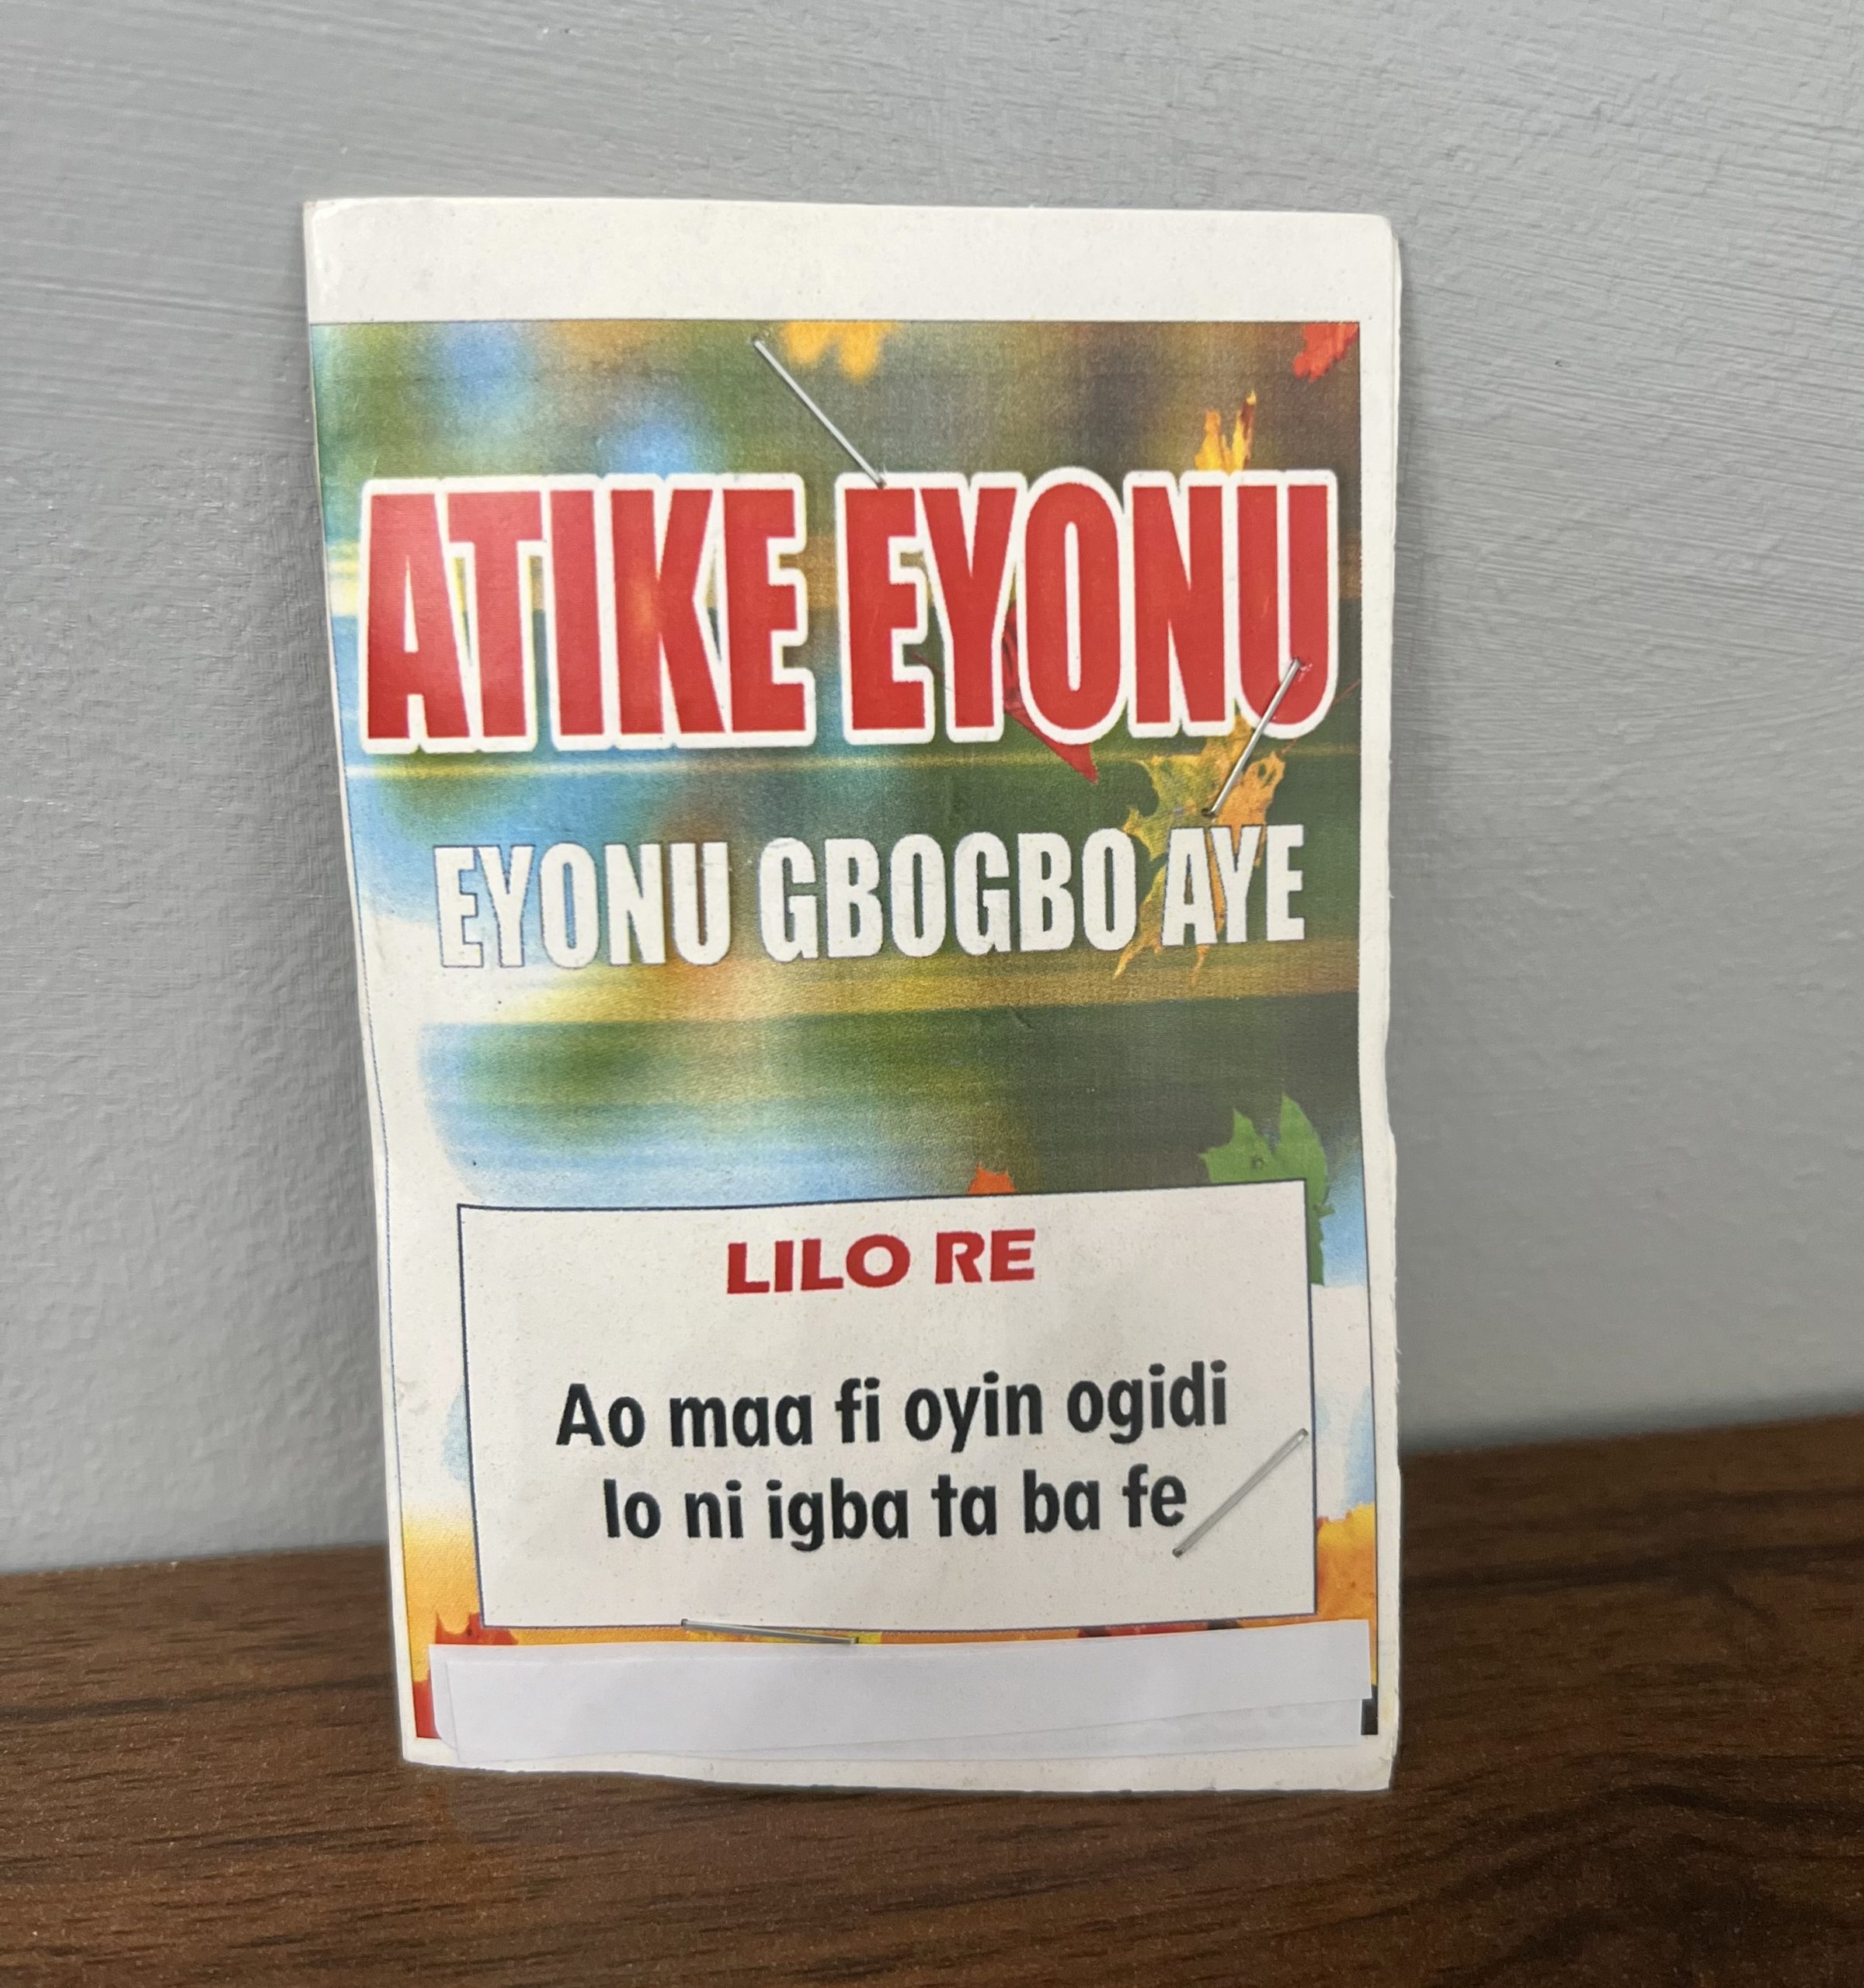 ATIKE EYONU
EYONU GBOGBO AYE
LILO RE
Ao maa fi oyin ogidi
lo ni igba ta ba fe